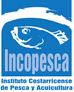 Incopesca
Instituto Costarricense
de Pesca y Acuicultura